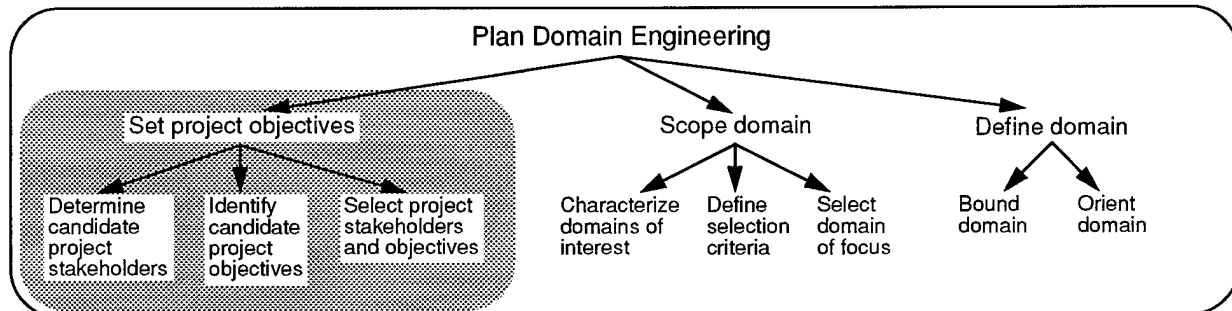 Plan Domain Engineering
Set project objectives
Scope domain
Define domain
Determine
candidate
project
stakeholders
Identify
candidate
project
objectives
Select project
stakeholders
and objectives
Characterize
domains of
interest
Define
selection
criteria
Select
domain
of focus
Bound
domain
Orient
domain